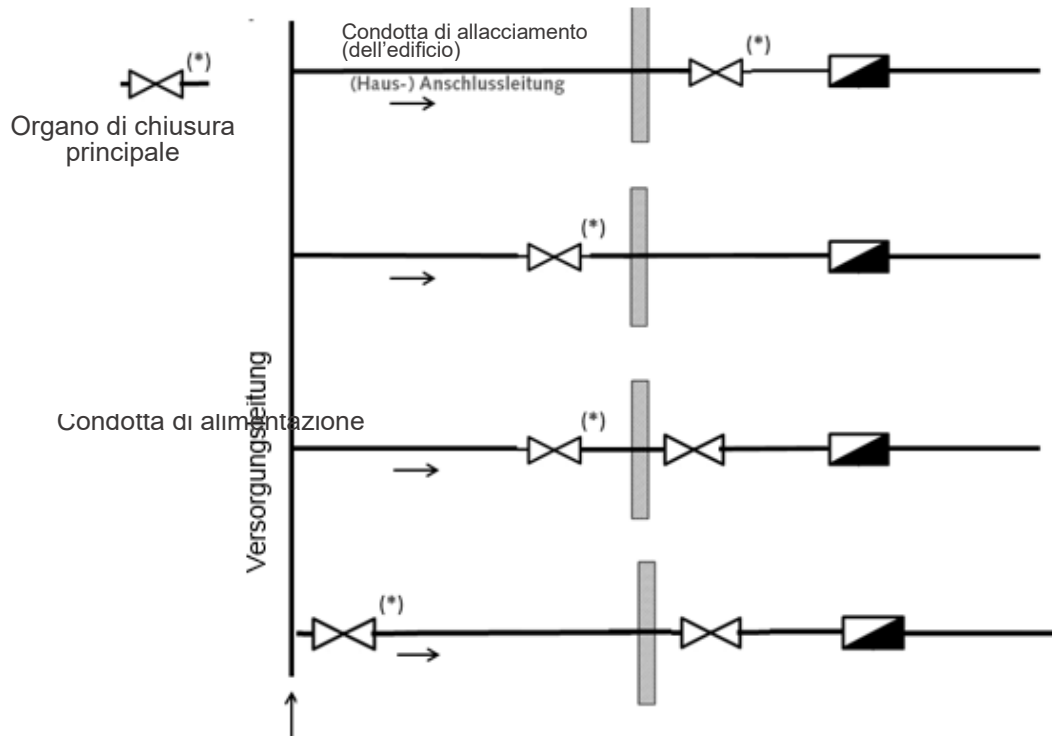 Condotta di allacciamento
(dell'edificio)
(Haus-) Anschlussleitung
(*)
(*)
Organo di chiusura
principale
(*)
(*)
Versorgungsleitung
Condotta di alimentazione
(*)